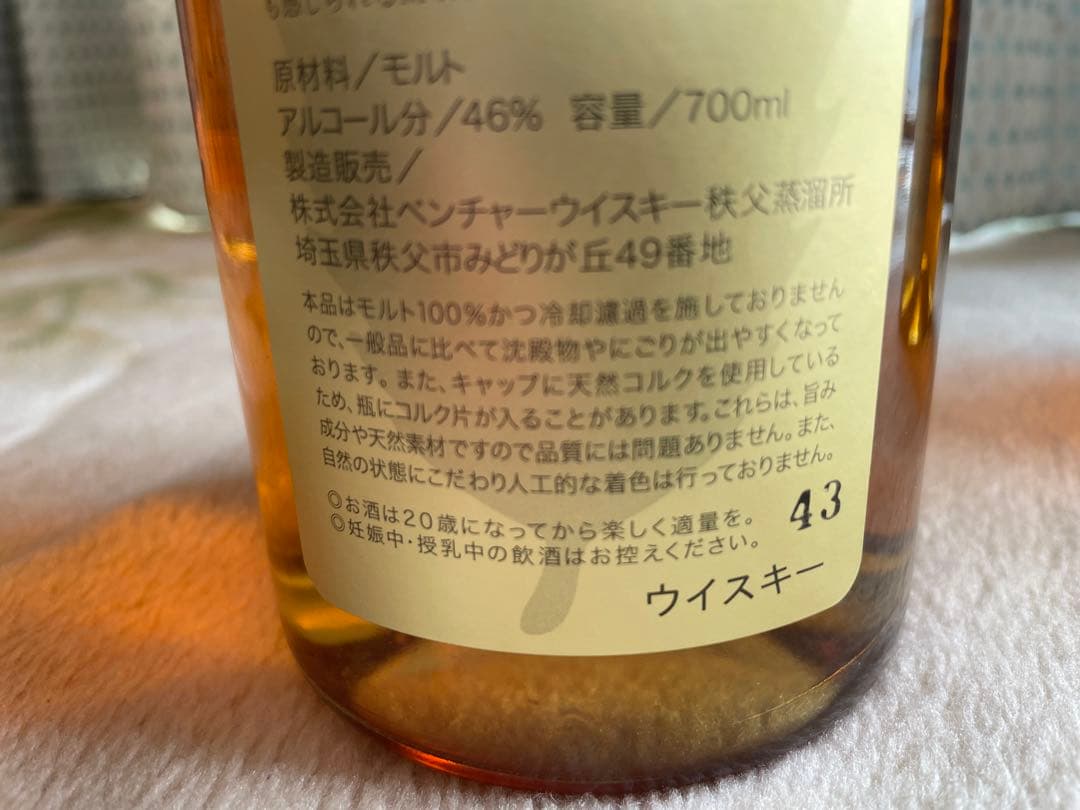 も感じられる
原材料/モルト
アルコール分/46% 容量/700ml
製造販売/
株式会社ベンチャーウイスキー秩父蒸溜所
埼玉県秩父市みどりが丘49番地
本品はモルト100%かつ冷却濾過を施しておりません
ので、一般品に比べて沈殿物やにごりが出やすくなって
おります。また、キャップに天然コルクを使用している
ため、瓶にコルク片が入ることがあります。これらは、旨み
成分や天然素材ですので品質には問題ありません。また、
自然の状態にこだわり人工的な着色は行っておりません。
◎お酒は20歳になってから楽しく適量を。
◎妊娠中・授乳中の飲酒はお控えください。
43
ウイスキー